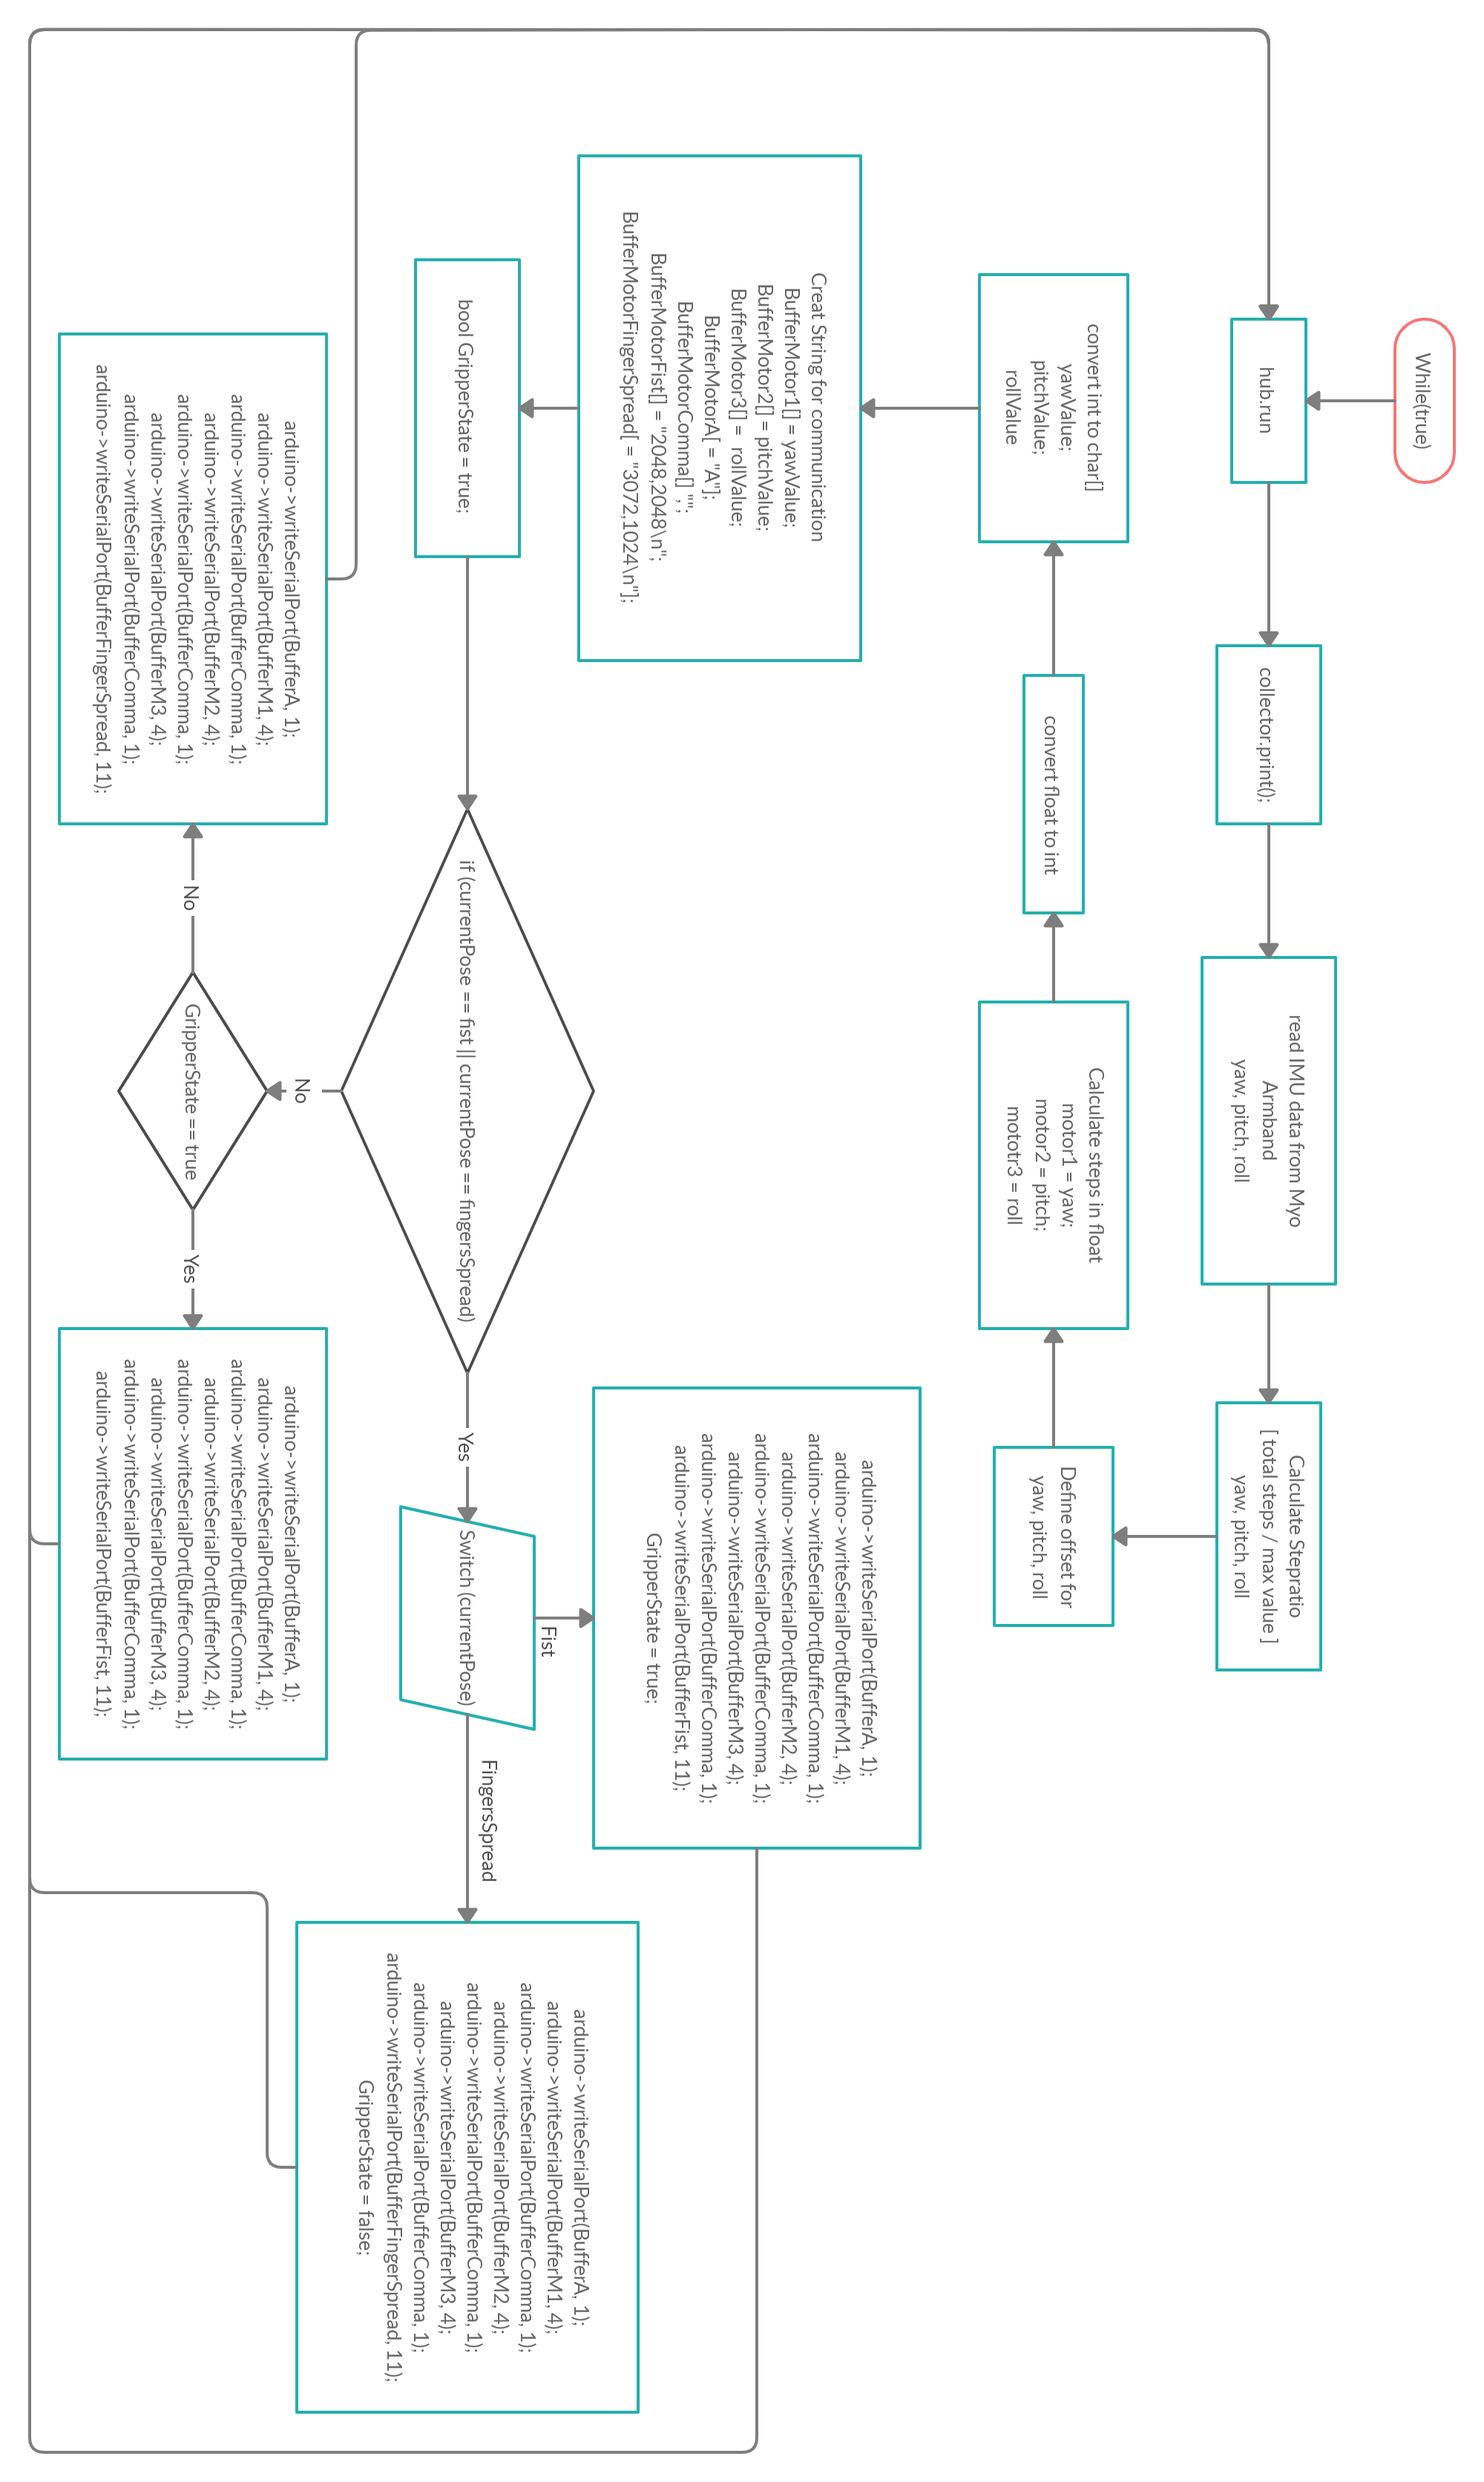 While(true)
hub.run
collector.print();
read IMU data from Myo
Armband
yaw, pitch, roll
Calculate Stepratio
[ total steps / max value ]
yaw, pitch, roll
Define offset for
yaw, pitch, roll
Calculate steps in float
motor1 = yaw;
motor2 = pitch;
mototr3 = roll
convert float to int
convert int to char[]
yawValue;
pitchValue;
rollValue
Creat String for communication
BufferMotor1[]= yawValue;
BufferMotor2[] = pitchValue;
BufferMotor3[] = rollValue;
BufferMotorA[ = "A"];
BufferMotorComma[] ,"";
BufferMotorFist[] = "2048,2048\n";
BufferMotorFingerSpread[ = "3072,1024\n"];
bool GripperState = true;
if (currentPose == fist || currentPose == fingersSpread)
Yes
No
Switch (currentPose)
Fist
FingersSpread
arduino->writeSerialPort(BufferA, 1);
arduino->writeSerialPort(BufferM1, 4);
arduino->writeSerialPort(BufferComma, 1);
arduino->writeSerialPort(BufferM2, 4);
arduino->writeSerialPort(BufferComma, 1);
arduino->writeSerialPort(BufferM3, 4);
arduino->writeSerialPort(BufferComma, 1);
arduino->writeSerialPort(BufferFist, 11);
GripperState = true;
arduino->writeSerialPort(BufferA, 1);
arduino->writeSerialPort(BufferM1, 4);
arduino->writeSerialPort(BufferComma, 1);
arduino->writeSerialPort(BufferM2, 4);
arduino->writeSerialPort(BufferComma, 1);
arduino->writeSerialPort(BufferM3, 4);
arduino->writeSerialPort(BufferComma, 1);
arduino->writeSerialPort(BufferFingerSpread, 11);
GripperState = false;
GripperState == true
No
Yes
arduino->writeSerialPort(BufferA, 1);
arduino->writeSerialPort(BufferM1, 4);
arduino->writeSerialPort(BufferComma, 1);
arduino->writeSerialPort(BufferM2, 4);
arduino->writeSerialPort(BufferComma, 1);
arduino->writeSerialPort(BufferM3, 4);
arduino->writeSerialPort(BufferComma, 1);
arduino->writeSerialPort(BufferFingerSpread, 11);
arduino->writeSerialPort(BufferA, 1);
arduino->writeSerialPort(BufferM1, 4);
arduino->writeSerialPort(BufferComma, 1);
arduino->writeSerialPort(BufferM2, 4);
arduino->writeSerialPort(BufferComma, 1);
arduino->writeSerialPort(BufferM3, 4);
arduino->writeSerialPort(BufferComma, 1);
arduino->writeSerialPort(BufferFist, 11);